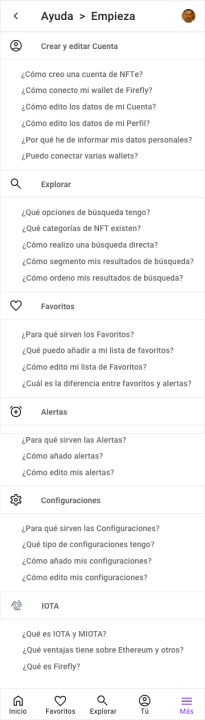 Ayuda > Empieza
Crear y editar Cuenta
¿Cómo creo una cuenta de NFTe?
¿Cómo conecto mi wallet de Firefly?
¿Cómo edito los datos de mi Cuenta?
¿Cómo edito los datos de mi Perfil?
¿Por qué he de informar mis datos personales?
¿Puedo conectar varias wallets?
Explorar
¿Qué opciones de búsqueda tengo?
¿Qué categorías de NFT existen?
¿Cómo realizo una búsqueda directa?
¿Cómo segmento mis resultados de búsqueda?
¿Cómo ordeno mis resultados de búsqueda?
Favoritos
¿Para qué sirven los Favoritos?
¿Qué puedo añadir a mi lista de favoritos?
¿Cómo edito mi lista de Favoritos?
¿Cuál es la diferencia entre favoritos y alertas?
Alertas
¿Para qué sirven las Alertas?
¿Cómo añado alertas?
¿Cómo edito mis alertas?
Configuraciones
¿Para qué sirven las Configuraciones?
¿Qué tipo de configuraciones tengo?
¿Cómo añado mis configuraciones?
¿Cómo edito mis configuraciones?
IOTA
¿Qué es IOTA y MIOTA?
¿Qué ventajas tiene sobre Ethereum y otros?
¿Qué es Firefly?
Inicio Favoritos Explorar Tú Más